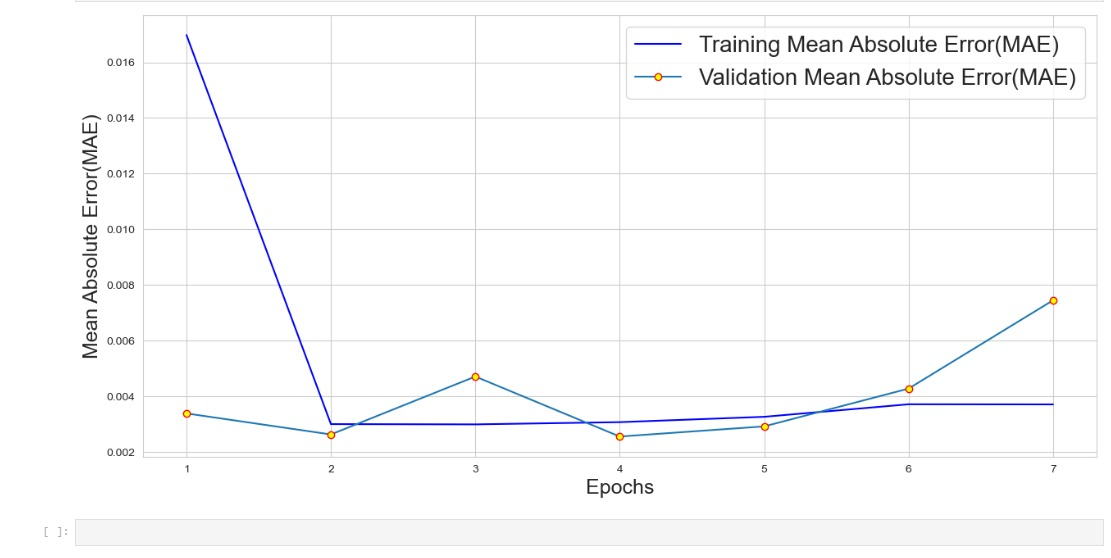 Training Mean Absolute Error(MAE)
Validation Mean Absolute Error(MAE)
Mean Absolute Error(MAE)
0.016
0.014
0.012
0.010
0.008
0.006
0.004
0.002
1 2 3 4 5 6 7
Epochs
[ ]: